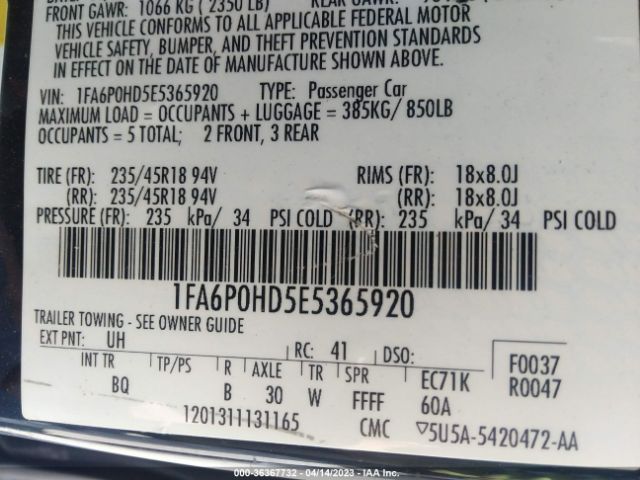 FRONT GAWR: 1066 KG ( 2350 LB) REAR GAWR:
THIS VEHICLE CONFORMS TO ALL APPLICABLE FEDERAL MOTOR
VEHICLE SAFETY, BUMPER, AND THEFT PREVENTION STANDARDS
IN EFFECT ON THE DATE OF MANUFACTURE SHOWN ABOVE.
VIN: 1FA6P0HD5E5365920 TYPE: Passenger Car
MAXIMUM LOAD = OCCUPANTS + LUGGAGE = 385KG/ 850LB
OCCUPANTS = 5 TOTAL; 2 FRONT, 3 REAR
TIRE (FR): 235/45R18 94V RIMS (FR): 18x8.0J
(RR): 235/45R18 94V (RR): 18x8.0J
PRESSURE (FR): 235 kPa/ 34 PSI COLD (RR): 235 kPa/ 34 PSI COLD
1FA6P0HD5E5365920
TRAILER TOWING - SEE OWNER GUIDE
EXT PNT: UH RC: 41 DSO: F0037
INT TR TP/PS R AXLE TR SPR EC71K R0047
BQ B 30 W FFFF 60A
1201311131165 CMC ▽5U5A-5420472-AA
000-36367732 - 04/14/2023 - IAA Inc.